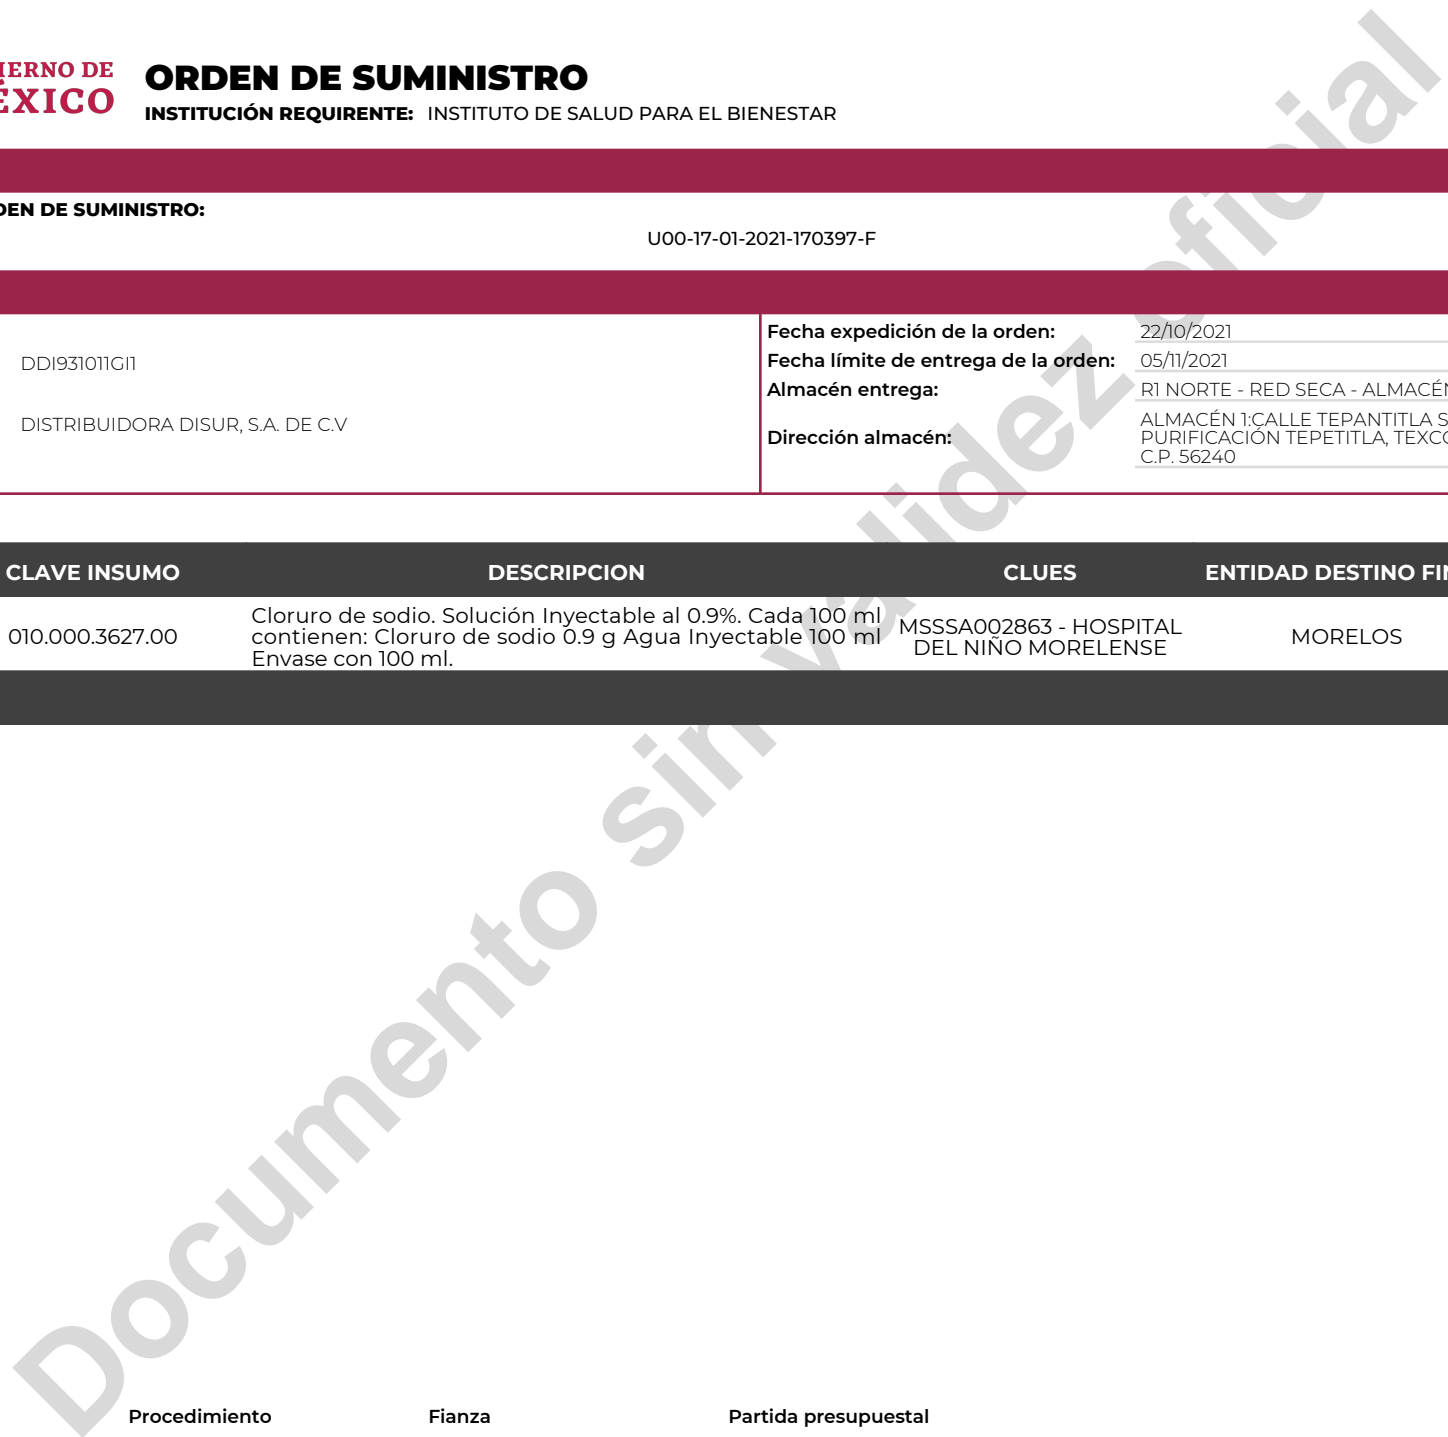 IERNO DE
ÉXICO
ORDEN DE SUMINISTRO
INSTITUCIÓN REQUIRENTE: INSTITUTO DE SALUD PARA EL BIENESTAR
DEN DE SUMINISTRO:
U00-17-01-2021-170397-F
DDI931011GI1
DISTRIBUIDORA DISUR, S.A. DE C.V
Fecha expedición de la orden: 22/10/2021
Fecha límite de entrega de la orden: 05/11/2021
Almacén entrega: R1 NORTE - RED SECA - ALMACÉN
Dirección almacén:
ALMACÉN 1:CALLE TEPANTITLA S
PURIFICACIÓN TEPETITLA, TEXCO
C.P. 56240
CLAVE INSUMO DESCRIPCION CLUES ENTIDAD DESTINO FIN
010.000.3627.00
Cloruro de sodio. Solución Inyectable al 0.9%. Cada 100 ml
contienen: Cloruro de sodio 0.9 g Agua Inyectable 100 ml
Envase con 100 ml.
MSSSA002863 - HOSPITAL
DEL NIÑO MORELENSE
MORELOS
Documento sin validez oficial
Procedimiento Fianza Partida presupuestal